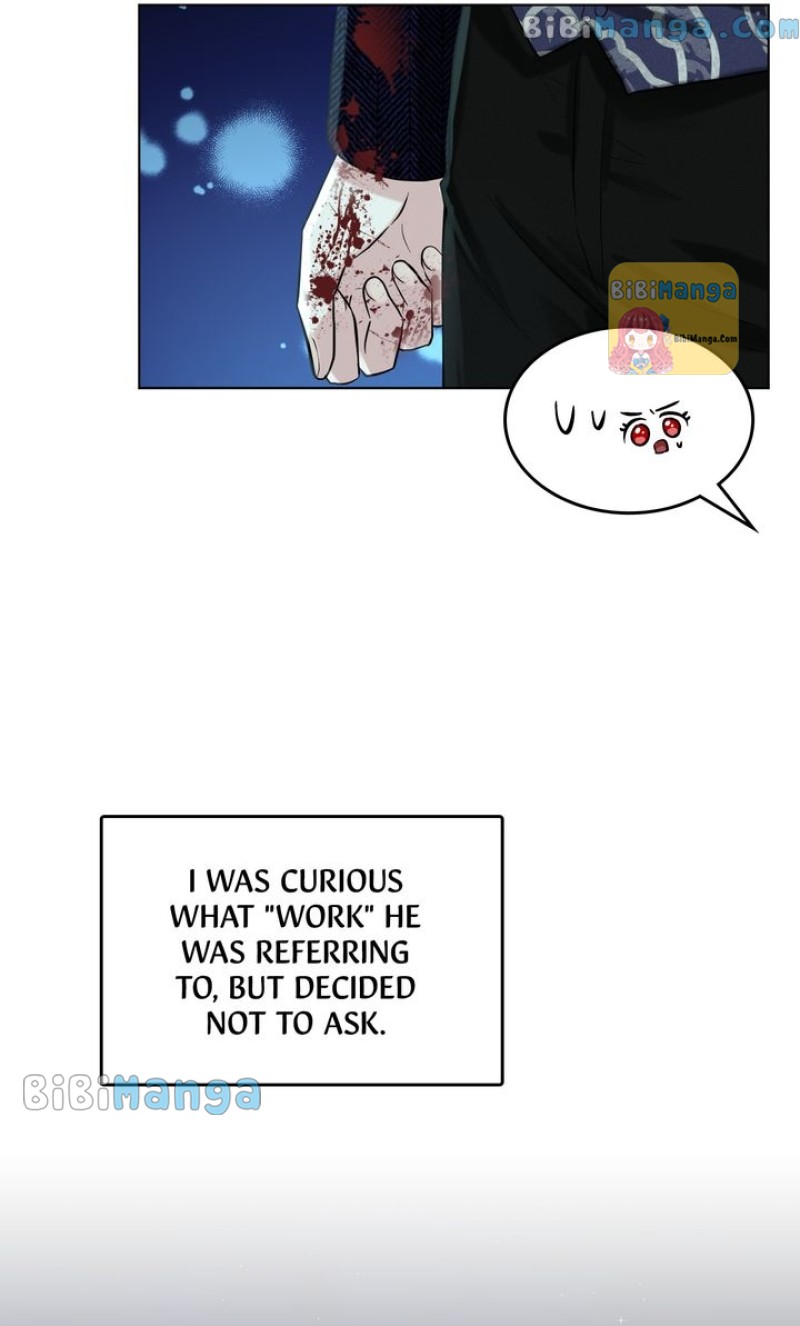 BiBiManga.Com
BiBiManga
BibiManga.Com
I WAS CURIOUS
WHAT "WORK" HE
WAS REFERRING
TO, BUT DECIDED
NOT TO ASK.
BiBiManga